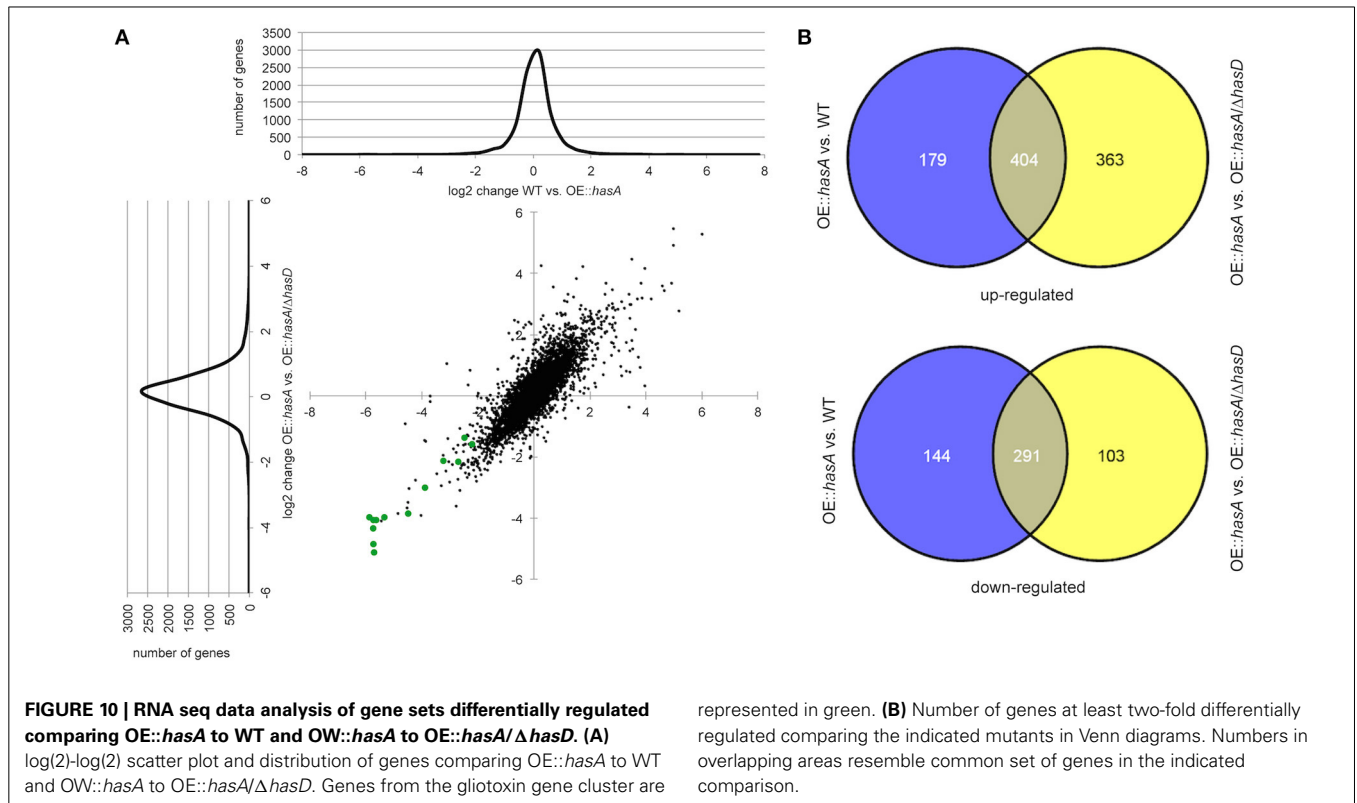 A
3500
3000
2500
2000
1500
1000
500
0
number of genes
-8 -6 -4 -2 0 2 4 6 8
log2 change WT vs. OE::hasA
6
4
2
0
-2
-4
-6
log2 change OE::hasA vs. OE::hasA/ΔhasD
3000 2500 2000 1500 1000 500 0
number of genes
6
4
2
-8 -6 -4 -2 2 4 6 8
-2
-4
-6
B
OE::hasA vs. WT
179 404 363
OE::hasA vs. OE::hasA/ΔhasD
up-regulated
OE::hasA vs. WT
144 291 103
OE::hasA vs. OE::hasA/ΔhasD
down-regulated
FIGURE 10 | RNA seq data analysis of gene sets differentially regulated
comparing OE::hasA to WT and OW::hasA to OE::hasA/ΔhasD. (A)
log(2)-log(2) scatter plot and distribution of genes comparing OE::hasA to WT
and OW::hasA to OE::hasA/ΔhasD. Genes from the gliotoxin gene cluster are
represented in green. (B) Number of genes at least two-fold differentially
regulated comparing the indicated mutants in Venn diagrams. Numbers in
overlapping areas resemble common set of genes in the indicated
comparison.